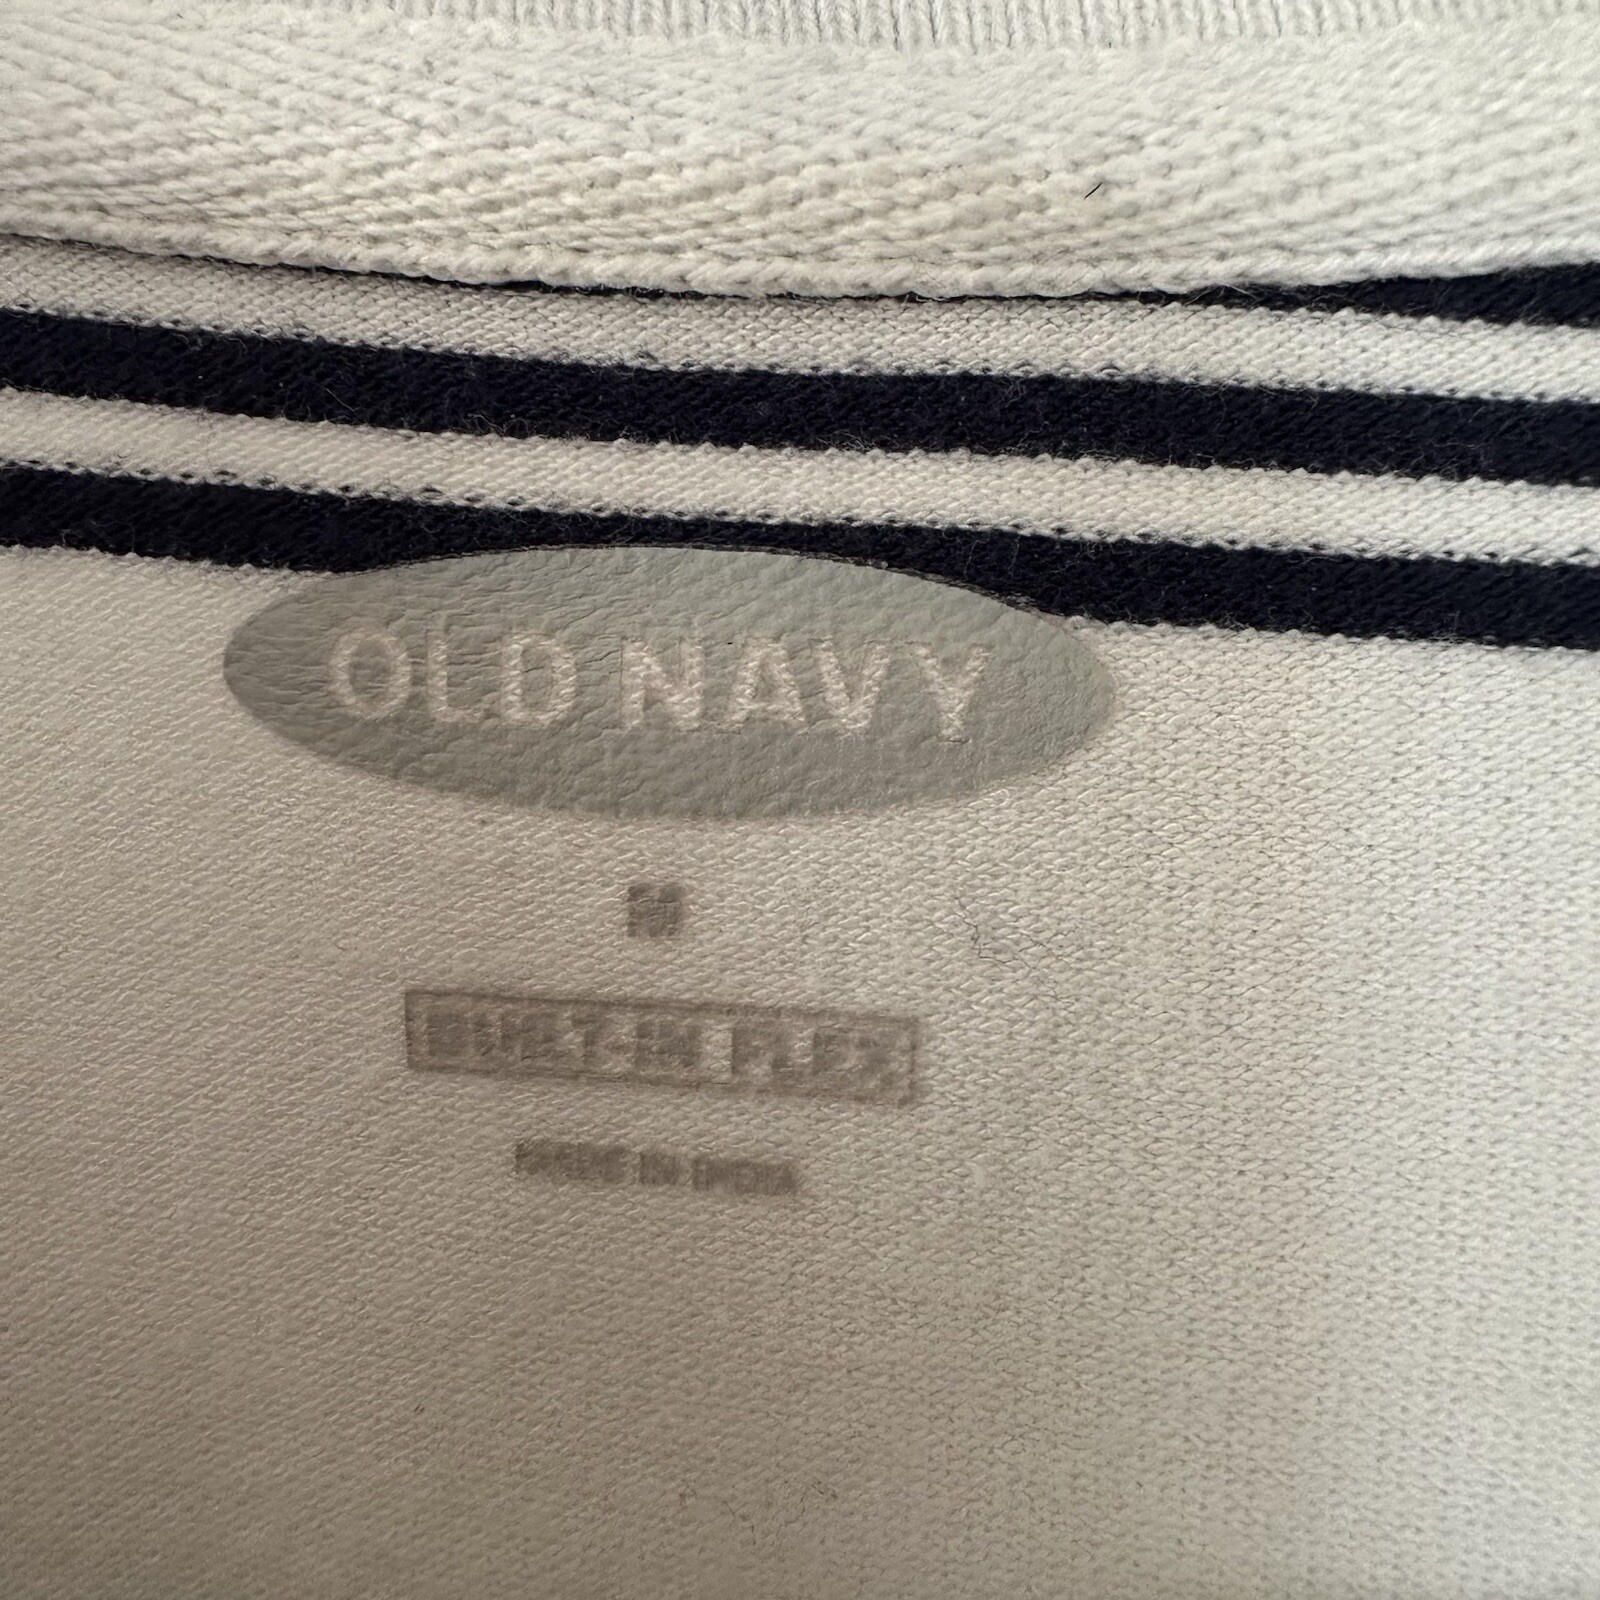 OLD NAVY
M
BUILT-IN FLEX
MADE IN INDIA